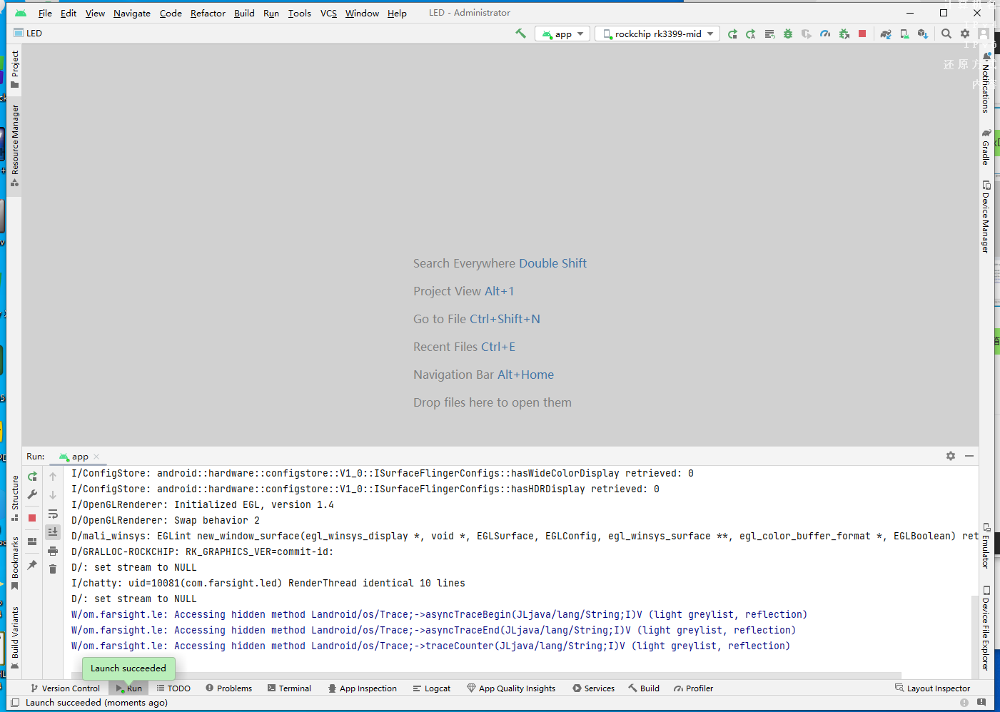 File Edit View Navigate Code Refactor Build Run Tools VCS Window Help LED - Administrator
LED
app
rockchip rk3399-mid
还原方式
Project
Resource Manager
Structure
Bookmarks
Build Variants
Notifications
Gradle
Device Manager
Emulator
Device File Explorer
Search Everywhere Double Shift
Project View Alt+1
Go to File Ctrl+Shift+N
Recent Files Ctrl+E
Navigation Bar Alt+Home
Drop files here to open them
Run: app
I/ConfigStore: android::hardware::configstore::V1_0::ISurfaceFlingerConfigs::hasWideColorDisplay retrieved: 0
I/ConfigStore: android::hardware::configstore::V1_0::ISurfaceFlingerConfigs::hasHDRDisplay retrieved: 0
I/OpenGLRenderer: Initialized EGL, version 1.4
D/OpenGLRenderer: Swap behavior 2
D/mali_winsys: EGLint new_window_surface(egl_winsys_display *, void *, EGLSurface, EGLConfig, egl_winsys_surface **, egl_color_buffer_format *, EGLBoolean) ret
D/GRALLOC-ROCKCHIP: RK_GRAPHICS_VER=commit-id:
D/: set stream to NULL
I/chatty: uid=10081(com.farsight.led) RenderThread identical 10 lines
D/: set stream to NULL
W/om.farsight.le: Accessing hidden method Landroid/os/Trace;->asyncTraceBegin(JLjava/lang/String;I)V (light greylist, reflection)
W/om.farsight.le: Accessing hidden method Landroid/os/Trace;->asyncTraceEnd(JLjava/lang/String;I)V (light greylist, reflection)
W/om.farsight.le: Accessing hidden method Landroid/os/Trace;->traceCounter(JLjava/lang/String;I)V (light greylist, reflection)
Launch succeeded
Version Control Run TODO Problems Terminal App Inspection Logcat App Quality Insights Services Build Profiler Layout Inspector
Launch succeeded (moments ago)